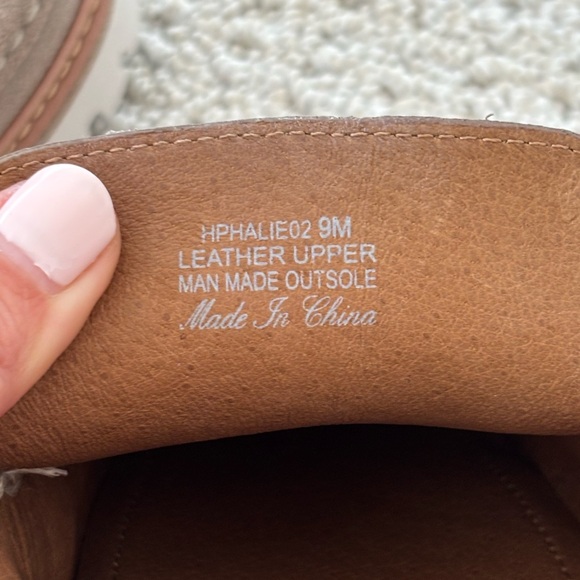 HPHALIE02 9M
LEATHER UPPER
MAN MADE OUTSOLE
Made In China